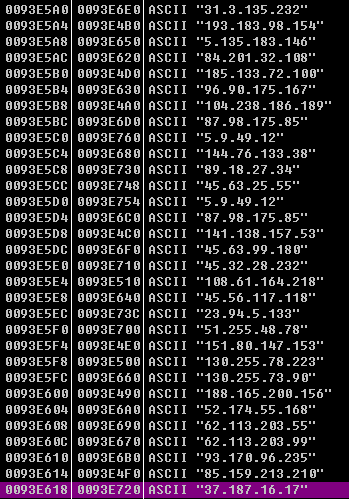 0093E5A0 0093E6E0 ASCII "31.3.135.232"
0093E5A4 0093E4B0 ASCII "193.183.98.154"
0093E5A8 0093E650 ASCII "5.135.183.146"
0093E5AC 0093E620 ASCII "84.201.32.108"
0093E5B0 0093E4D0 ASCII "185.133.72.100"
0093E5B4 0093E630 ASCII "96.90.175.167"
0093E5B8 0093E4A0 ASCII "104.238.186.189"
0093E5BC 0093E6D0 ASCII "87.98.175.85"
0093E5C0 0093E760 ASCII "5.9.49.12"
0093E5C4 0093E680 ASCII "144.76.133.38"
0093E5C8 0093E730 ASCII "89.18.27.34"
0093E5CC 0093E748 ASCII "45.63.25.55"
0093E5D0 0093E754 ASCII "5.9.49.12"
0093E5D4 0093E6C0 ASCII "87.98.175.85"
0093E5D8 0093E4C0 ASCII "141.138.157.53"
0093E5DC 0093E6F0 ASCII "45.63.99.180"
0093E5E0 0093E710 ASCII "45.32.28.232"
0093E5E4 0093E510 ASCII "108.61.164.218"
0093E5E8 0093E640 ASCII "45.56.117.118"
0093E5EC 0093E73C ASCII "23.94.5.133"
0093E5F0 0093E700 ASCII "51.255.48.78"
0093E5F4 0093E4E0 ASCII "151.80.147.153"
0093E5F8 0093E500 ASCII "130.255.78.223"
0093E5FC 0093E660 ASCII "130.255.73.90"
0093E600 0093E490 ASCII "188.165.200.156"
0093E604 0093E6A0 ASCII "52.174.55.168"
0093E608 0093E690 ASCII "62.113.203.55"
0093E60C 0093E670 ASCII "62.113.203.99"
0093E610 0093E6B0 ASCII "93.170.96.235"
0093E614 0093E4F0 ASCII "85.159.213.210"
0093E618 0093E720 ASCII "37.187.16.17"